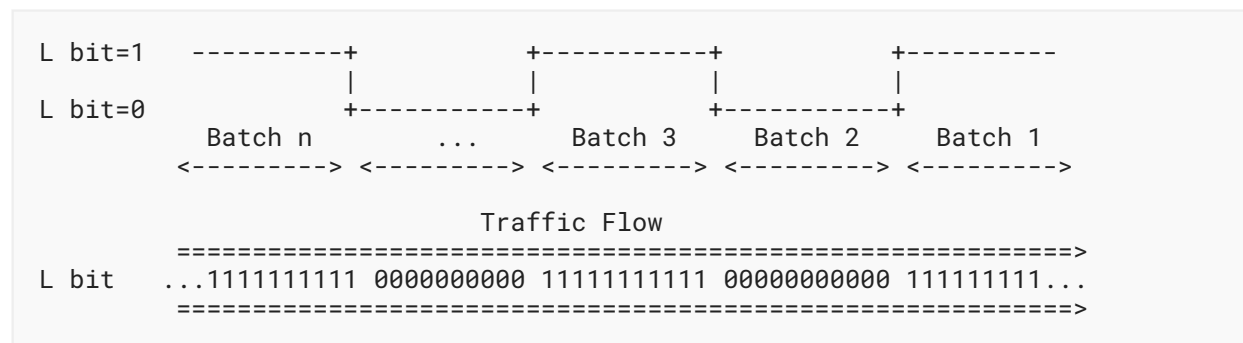 L bit=1   ----------+           +-----------+           +----------
                    |           |           |           |
L bit=0             +-----------+           +-----------+
           Batch n        ...      Batch 3     Batch 2     Batch 1
         <---------> <---------> <---------> <---------> <--------->
                             Traffic Flow
         ===========================================================>
L bit   ...1111111111 0000000000 11111111111 00000000000 111111111...
         ===========================================================>